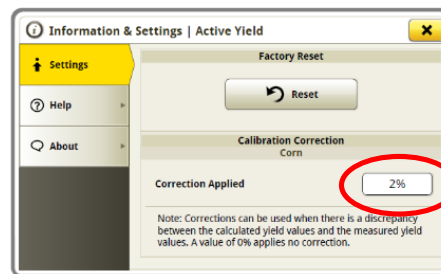 Information & Settings | Active Yield
Settings
Factory Reset
Reset
Help
About
Calibration Correction
Corn
Correction Applied
2%
Note: Corrections can be used when there is a discrepancy
between the calculated yield values and the measured yield
values. A value of 0% applies no correction.